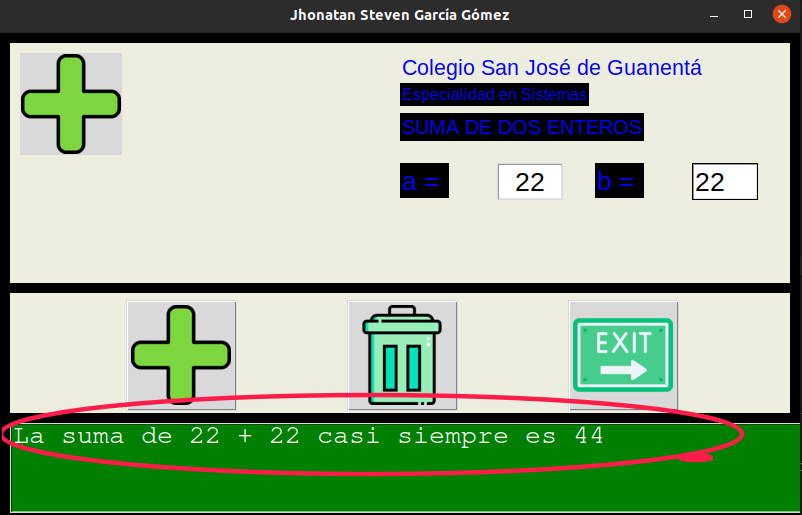 Jhonatan Steven García Gómez
Colegio San José de Guanentá
Especialidad en Sistemas
SUMA DE DOS ENTEROS
a = 22 b = 22
EXIT
La suma de 22 + 22 casi siempre es 44